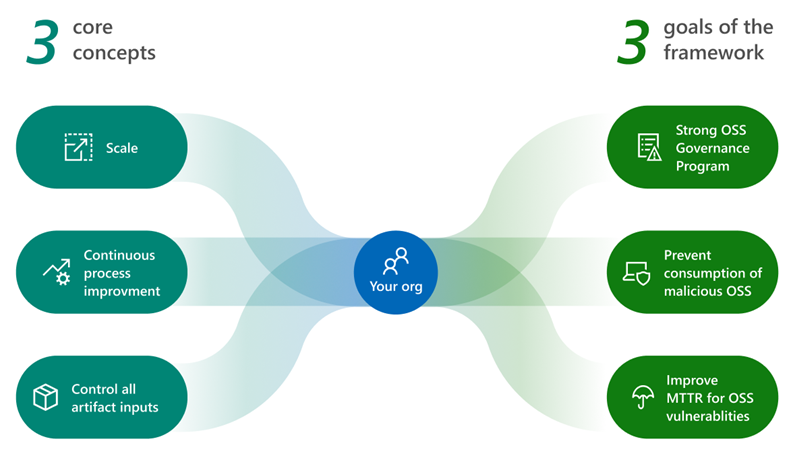 3 core
concepts
3 goals of the
framework
Scale
Continuous
process
improvment
Control all
artifact inputs
Your org
Strong OSS
Governance
Program
Prevent
consumption of
malicious OSS
Improve
MTTR for OSS
vulnerablities